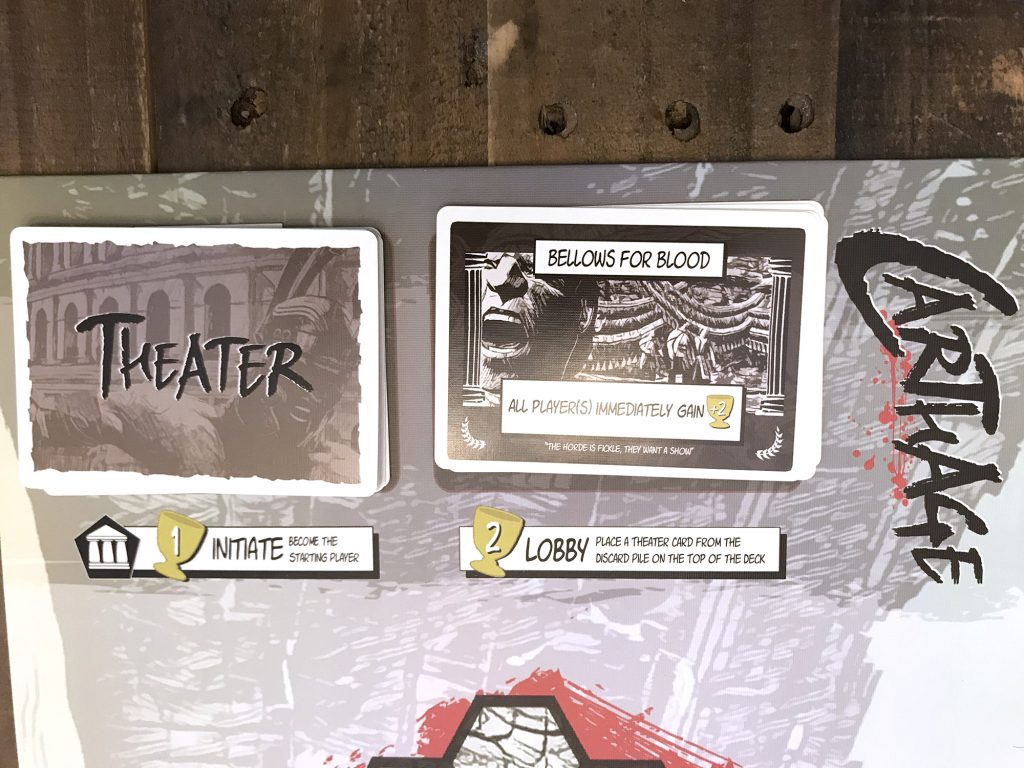 THEATER
BELLOWS FOR BLOOD
ALL PLAYER(S) IMMEDIATELY GAIN +2
"THE HORDE IS FICKLE, THEY WANT A SHOW"
CARTHAGE
1 INITIATE BECOME THE
STARTING PLAYER
2 LOBBY PLACE A THEATER CARD FROM THE
DISCARD PILE ON THE TOP OF THE DECK